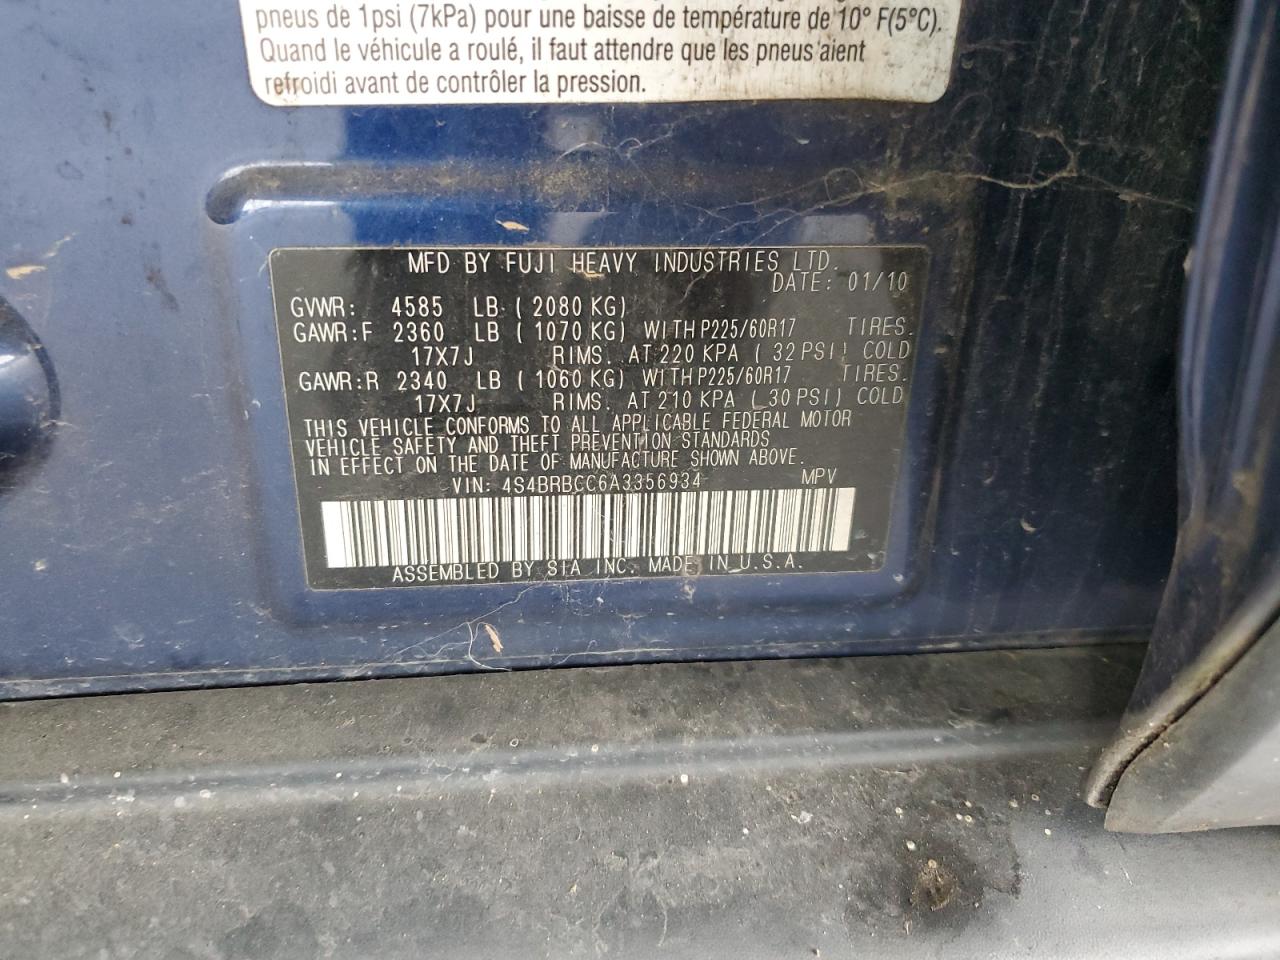 pneus de 1psi (7kPa) pour une baisse de température de 10° F(5°C).
Quand le véhicule a roulé, il faut attendre que les pneus aient
refroidi avant de contrôler la pression.
MFD BY FUJI HEAVY INDUSTRIES LTD.
DATE: 01/10
GVWR: 4585 LB (2080 KG)
GAWR:F 2360 LB (1070 KG) WITH P225/60R17 TIRES.
17X7J RIMS. AT 220 KPA (32 PSI) COLD
GAWR:R 2340 LB (1060 KG) WITH P225/60R17 TIRES.
17X7J RIMS. AT 210 KPA (30 PSI) COLD
THIS VEHICLE CONFORMS TO ALL APPLICABLE FEDERAL MOTOR
VEHICLE SAFETY AND THEFT PREVENTION STANDARDS
IN EFFECT ON THE DATE OF MANUFACTURE SHOWN ABOVE.
VIN: 4S4BRBCC6A3356934 MPV
ASSEMBLED BY SIA INC. MADE IN U.S.A.